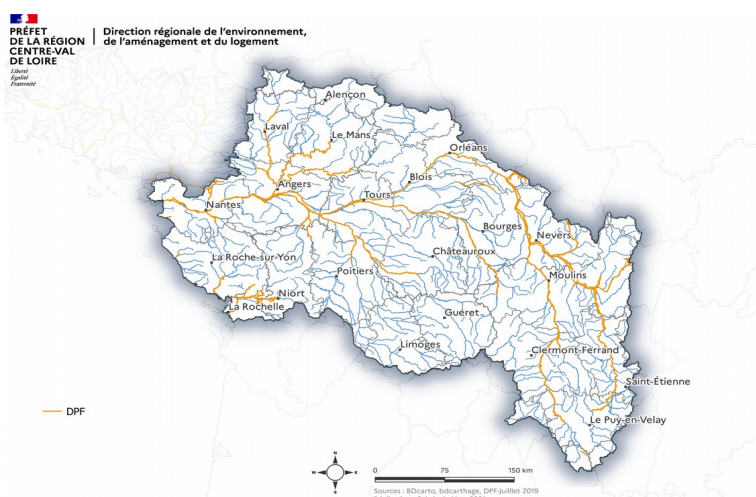 PRÉFET
DE LA RÉGION
CENTRE-VAL
DE LOIRE
Liberté
Égalité
Fraternité
Direction régionale de l'environnement,
de l'aménagement et du logement
Alençon
Laval
Le Mans
Orléans
Blois
Angers
Tours
Nantes
Bourges
Nevers
La Roche-sur-Yon
Châteauroux
Poitiers
Moulins
Niort
La Rochelle
Guéret
Limoges
Clermont-Ferrand
Saint-Étienne
DPF
Le Puy-en-Velay
N
W E
S
0 75 150 km
Sources : BDcarto, bdcarthage, DPF-Juilllet 2019